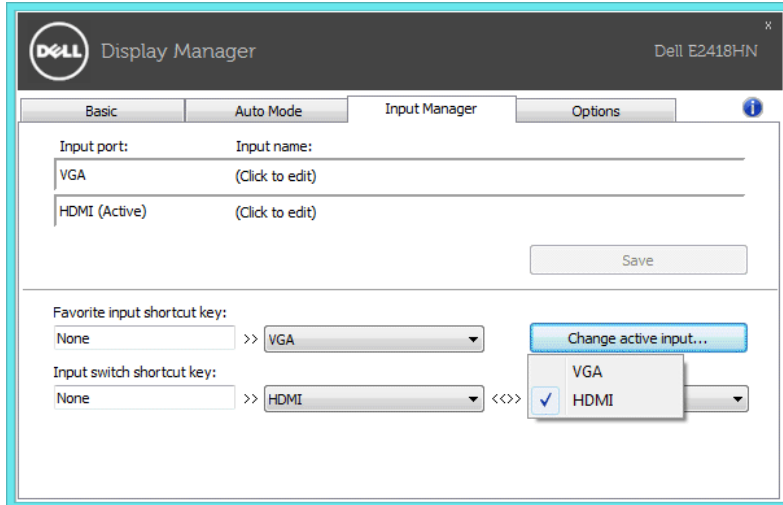 x
DELL Display Manager Dell E2418HN
Basic Auto Mode Input Manager Options i
Input port: Input name:
VGA (Click to edit)
HDMI (Active) (Click to edit)
Save
Favorite input shortcut key:
None >> VGA Change active input...
Input switch shortcut key: VGA
None >> HDMI <<>> HDMI